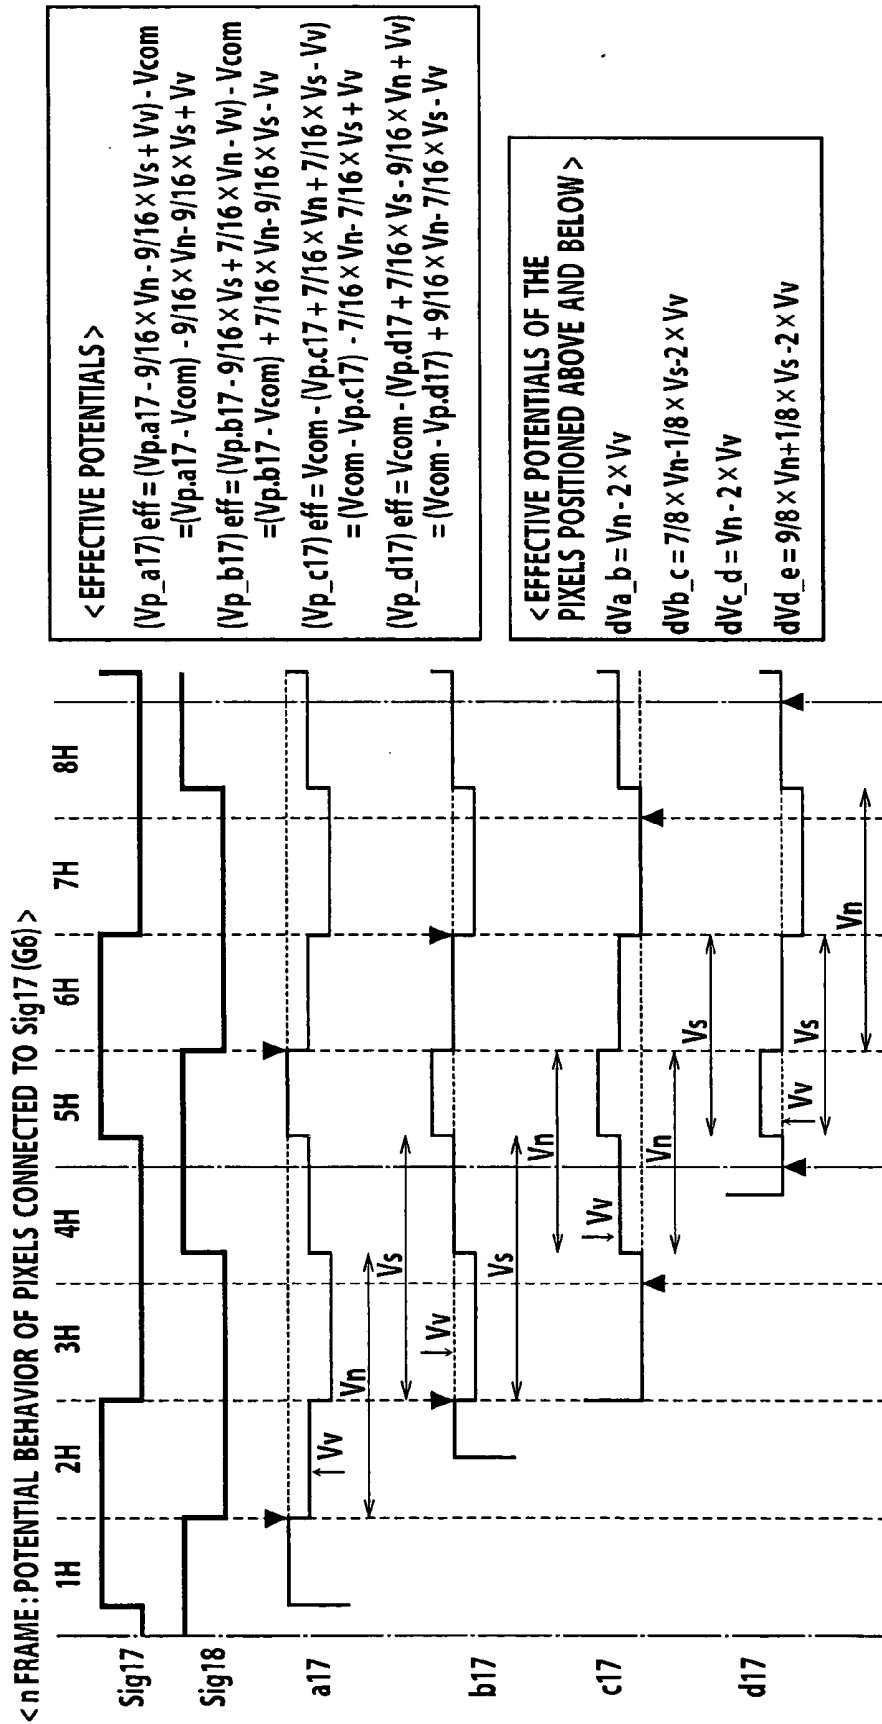 <n FRAME: POTENTIAL BEHAVIOR OF PIXELS CONNECTED TO Sig17 (G6)>
1H 2H 3H 4H 5H 6H 7H 8H
Sig17
Sig18
a17
Vv
Vn
Vs
b17
Vv
Vs
Vn
c17
Vv
Vn
Vs
d17
Vv
Vs
Vn
<EFFECTIVE POTENTIALS>
(Vp_a17) eff = (Vp.a17 - 9/16 × Vn - 9/16 × Vs + Vv) - Vcom
=(Vp.a17 - Vcom) - 9/16 × Vn- 9/16 × Vs + Vv
(Vp_b17) eff = (Vp.b17 - 9/16 × Vs + 7/16 × Vn - Vv) - Vcom
=(Vp.b17 - Vcom) + 7/16 × Vn- 9/16 × Vs - Vv
(Vp_c17) eff = Vcom - (Vp.c17 + 7/16 × Vn + 7/16 × Vs - Vv)
= (Vcom - Vp.c17) - 7/16 × Vn- 7/16 × Vs + Vv
(Vp_d17) eff = Vcom - (Vp.d17 + 7/16 × Vs - 9/16 × Vn + Vv)
= (Vcom - Vp.d17) + 9/16 × Vn- 7/16 × Vs - Vv
<EFFECTIVE POTENTIALS OF THE
PIXELS POSITIONED ABOVE AND BELOW>
dVa_b = Vn - 2 × Vv
dVb_c = 7/8 × Vn-1/8 × Vs-2 × Vv
dVc_d = Vn - 2 × Vv
dVd_e = 9/8 × Vn+1/8 × Vs -2 × Vv